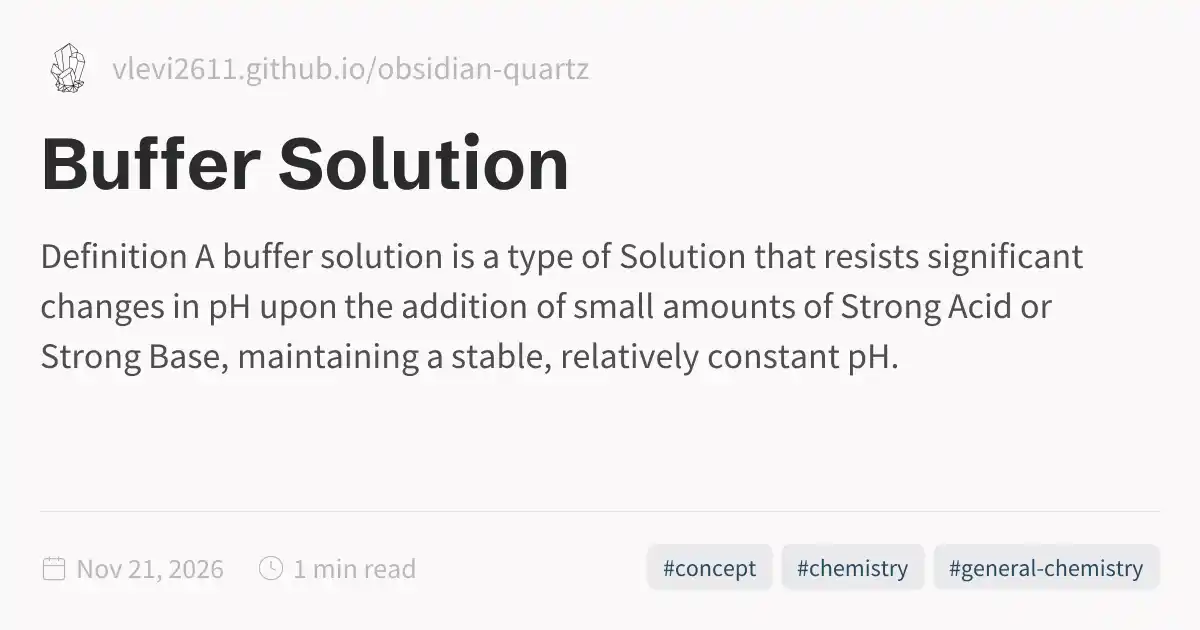 vlevi2611.github.io/obsidian-quartz
Buffer Solution
Definition A buffer solution is a type of Solution that resists significant
changes in pH upon the addition of small amounts of Strong Acid or
Strong Base, maintaining a stable, relatively constant pH.
Nov 21, 2026 1 min read #concept #chemistry #general-chemistry